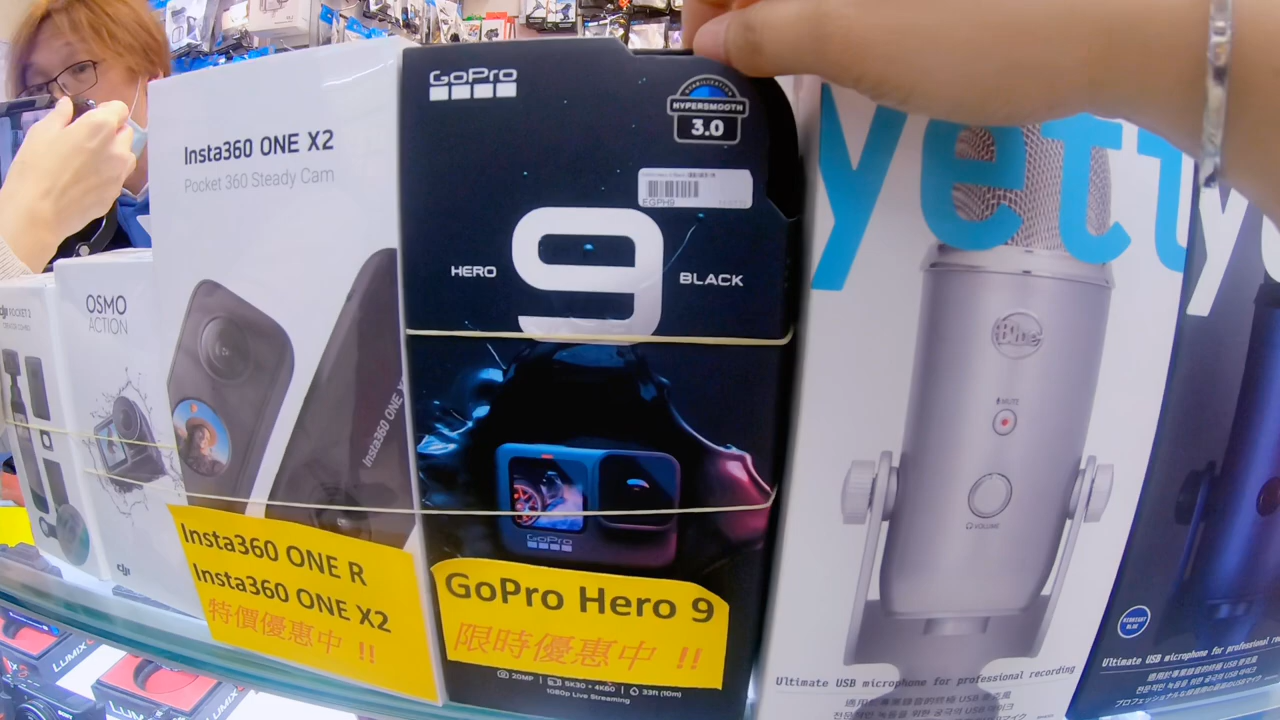 dji POCKET 2
OSMO
ACTION
dji
Insta360 ONE X2
Pocket 360 Steady Cam
Insta360 ONE X
Insta360 ONE R
Insta360 ONE X2
特價優惠中 !!
GoPro
HYPERSMOOTH
3.0
EGPH9
HERO
9
BLACK
GoPro
GoPro Hero 9
限時優惠中 !!
20MP
5K30 + 4K60
33ft (10m)
1080p Live Streaming
yeti
Blue
MUTE
VOLUME
Ultimate USB microphone for professional recording
y
MIDNIGHT
BLUE
Ultimate USB microphone for professional
LUMIX
LUMIX